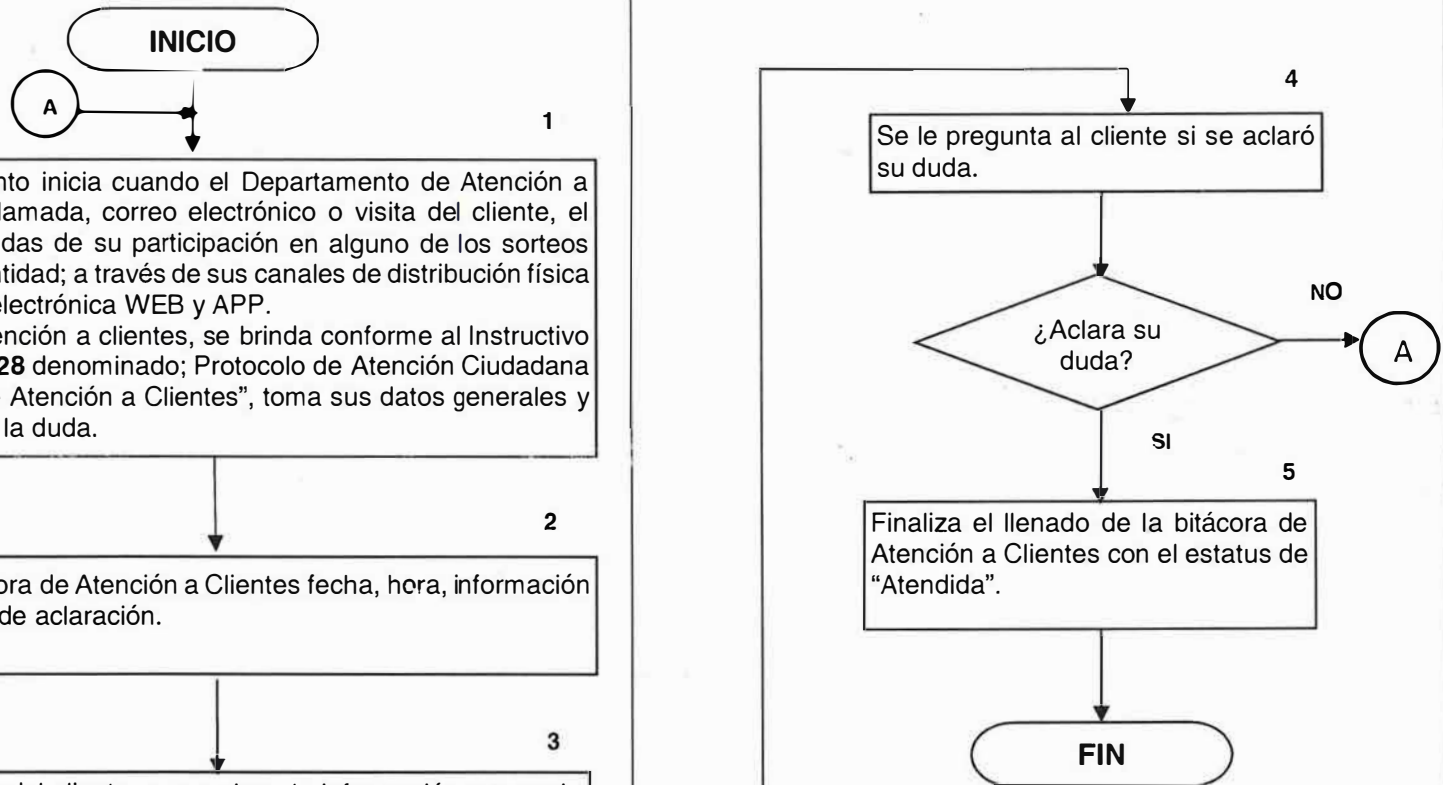 INICIO
A
1
nto inicia cuando el Departamento de Atención a
lamada, correo electrónico o visita del cliente, el
das de su participación en alguno de los sorteos
ntidad; a través de sus canales de distribución física
electrónica WEB y APP.
ención a clientes, se brinda conforme al Instructivo
28 denominado; Protocolo de Atención Ciudadana
Atención a Clientes", toma sus datos generales y
la duda.
2
ora de Atención a Clientes fecha, hora, información
de aclaración.
3
4
Se le pregunta al cliente si se aclaró
su duda.
¿Aclara su
duda?
NO
A
SI
5
Finaliza el llenado de la bitácora de
Atención a Clientes con el estatus de
“Atendida”.
FIN